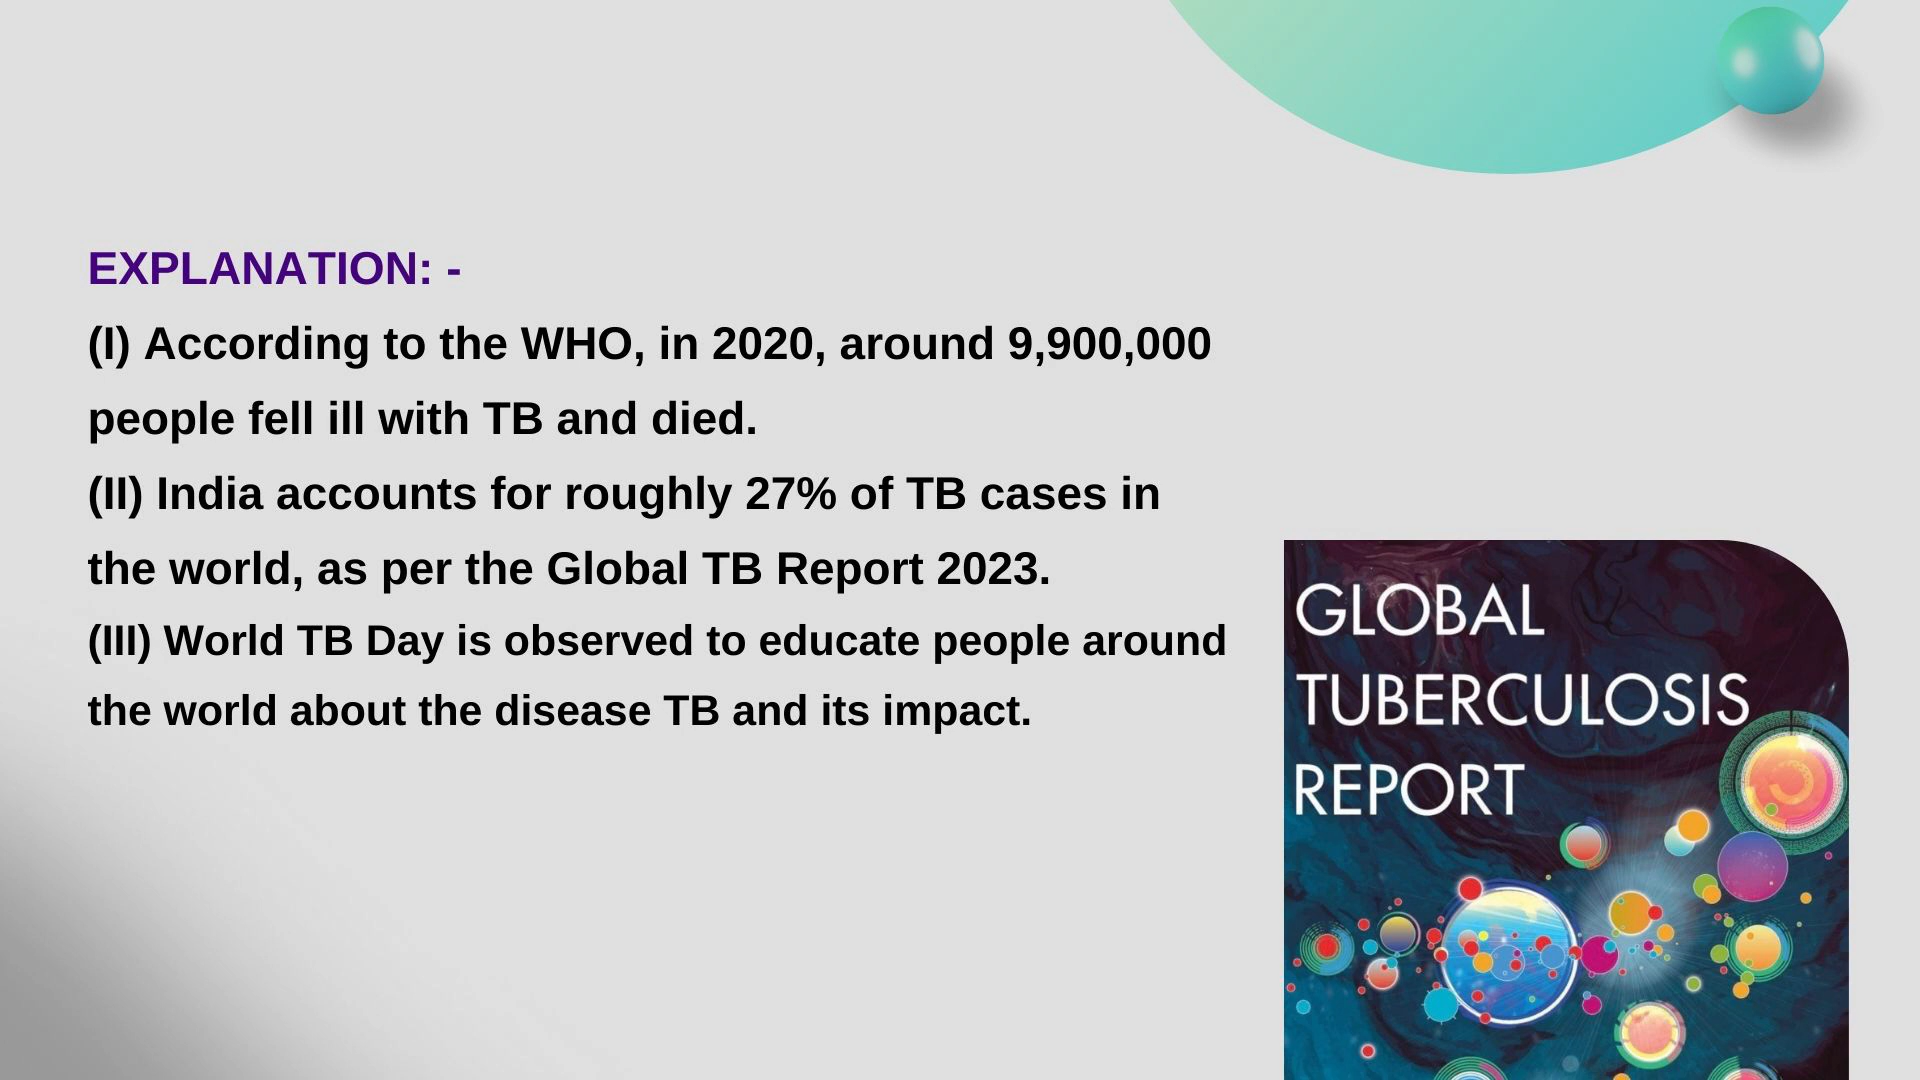 EXPLANATION: -
(I) According to the WHO, in 2020, around 9,900,000
people fell ill with TB and died.
(II) India accounts for roughly 27% of TB cases in
the world, as per the Global TB Report 2023.
(III) World TB Day is observed to educate people around
the world about the disease TB and its impact.
GLOBAL
TUBERCULOSIS
REPORT